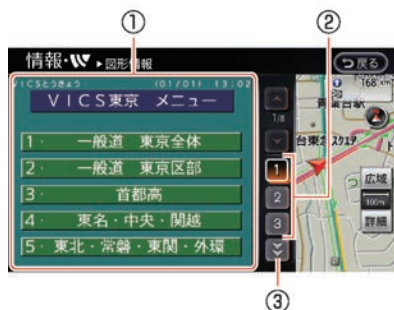 ①
②
情報・VV ▸図形情報
戻る
VICSとうきょう (01/01) 13:02
VICS東京 メニュー
1・ 一般道 東京全体
2・ 一般道 東京区部
3・ 首都高
4・ 東名・中央・関越
5・ 東北・常磐・東関・外環
1/8
1
2
3
168
台東
広域
100m
詳細
③